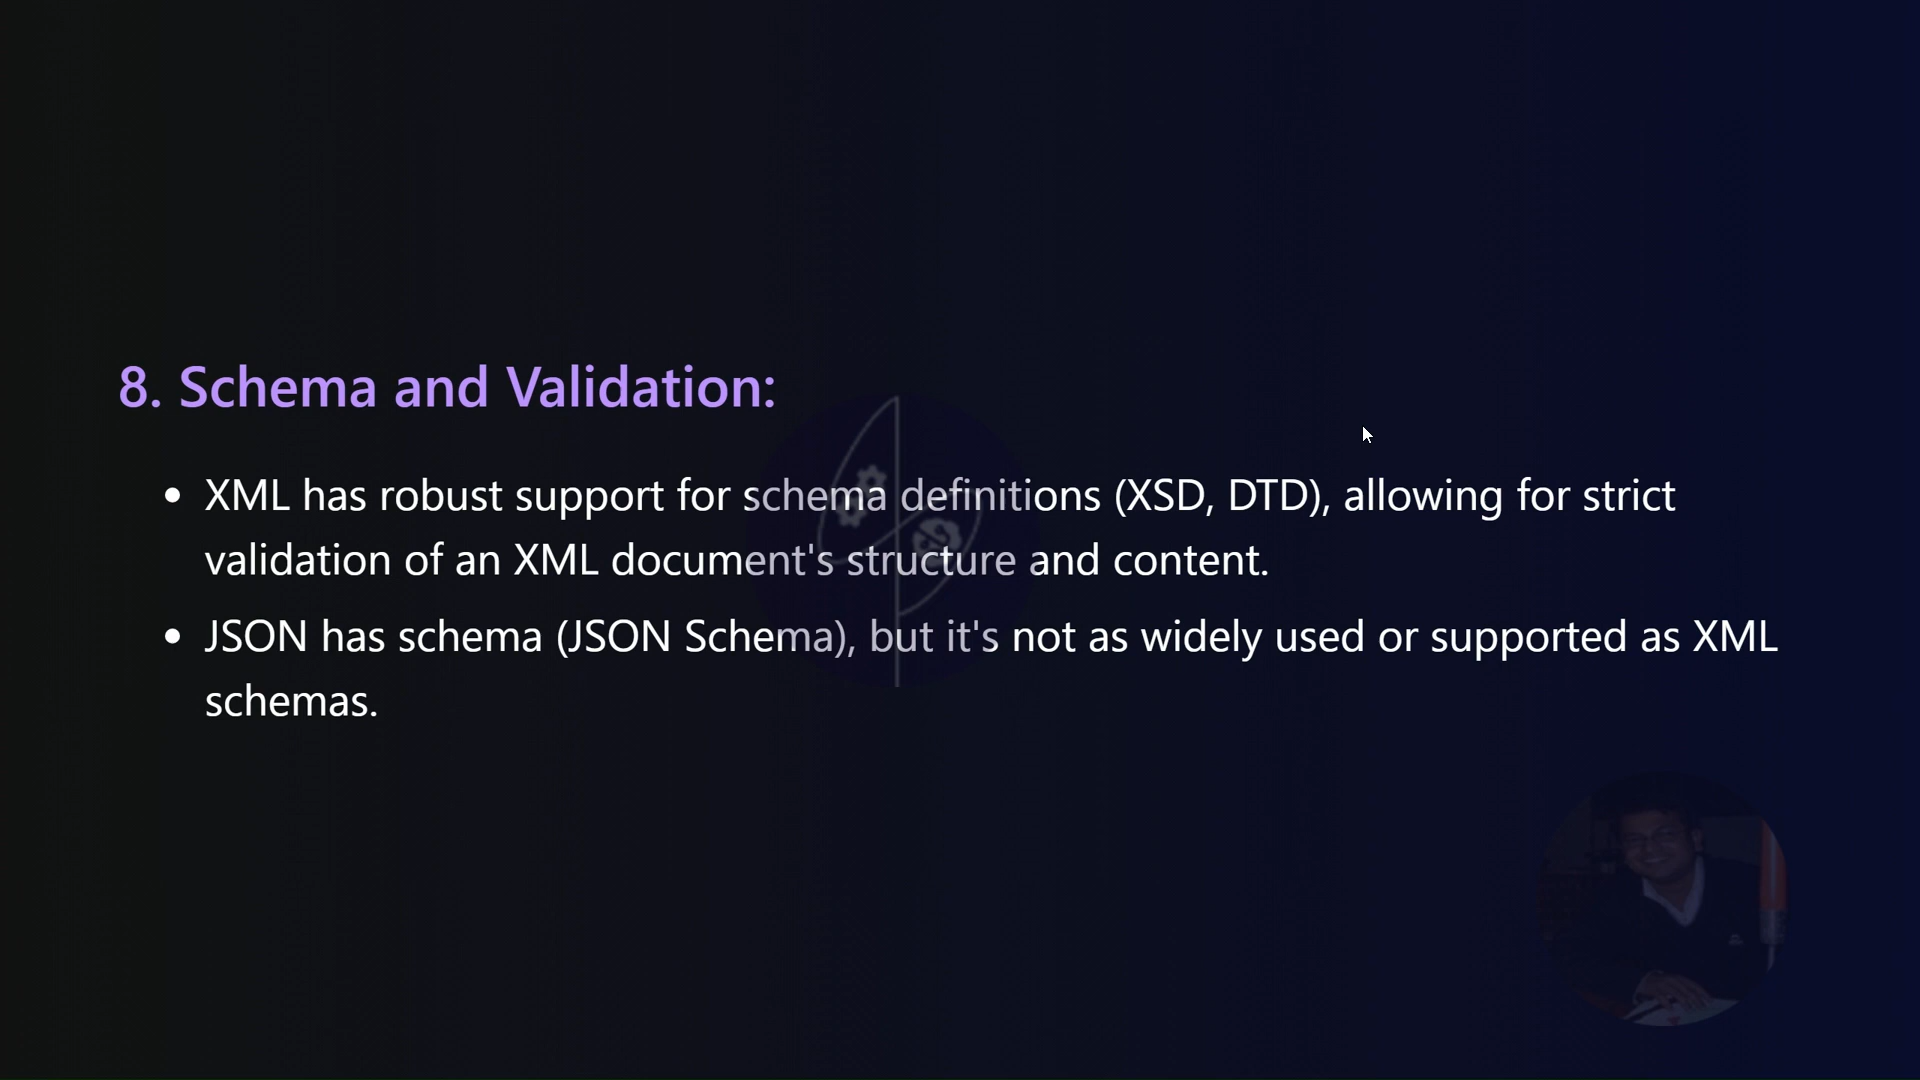 8. Schema and Validation:
• XML has robust support for schema definitions (XSD, DTD), allowing for strict
validation of an XML document's structure and content.
• JSON has schema (JSON Schema), but it's not as widely used or supported as XML
schemas.